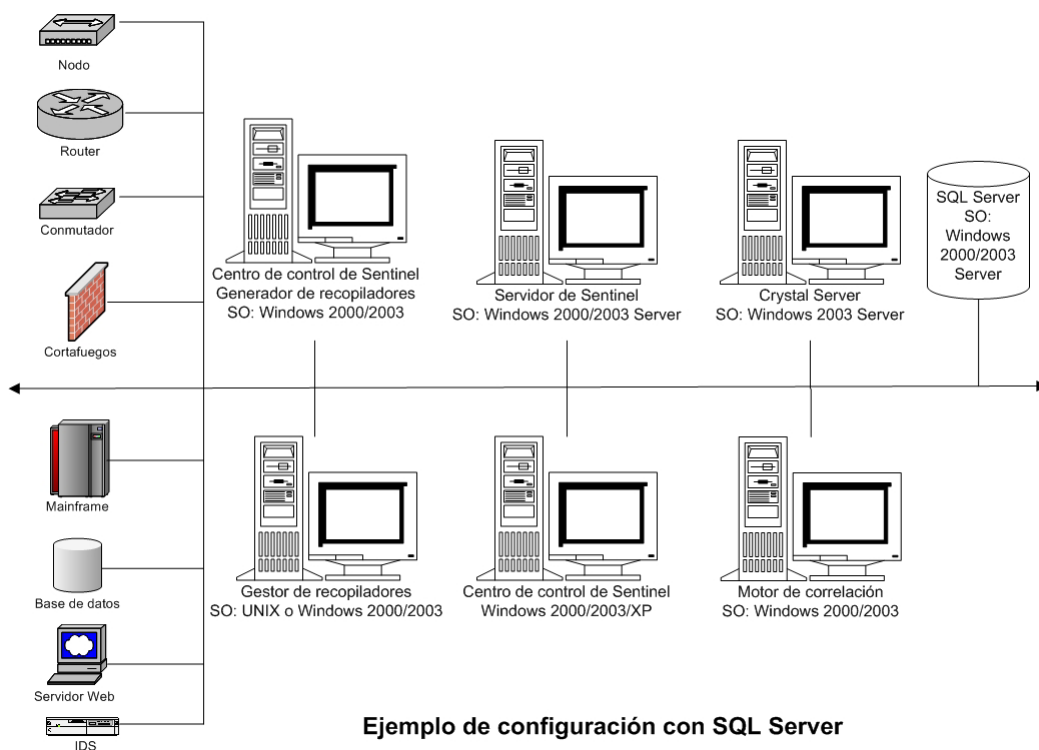 Nodo
Router
Conmutador
Cortafuegos
Centro de control de Sentinel
Generador de recopiladores
SO: Windows 2000/2003
Servidor de Sentinel
SO: Windows 2000/2003 Server
Crystal Server
SO: Windows 2003 Server
SQL Server
SO:
Windows
2000/2003
Server
Mainframe
Base de datos
Servidor Web
IDS
Gestor de recopiladores
SO: UNIX o Windows 2000/2003
Centro de control de Sentinel
Windows 2000/2003/XP
Motor de correlación
SO: Windows 2000/2003
Ejemplo de configuración con SQL Server